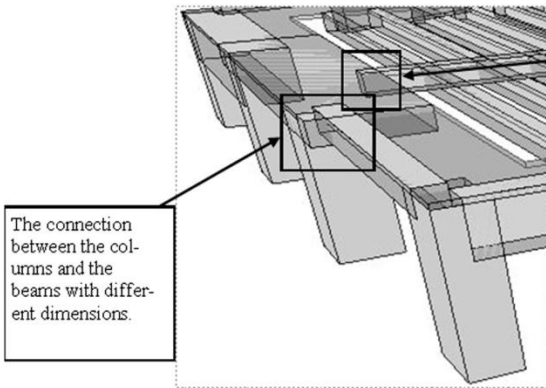 The connection
between the col-
umns and the
beams with differ-
ent dimensions.